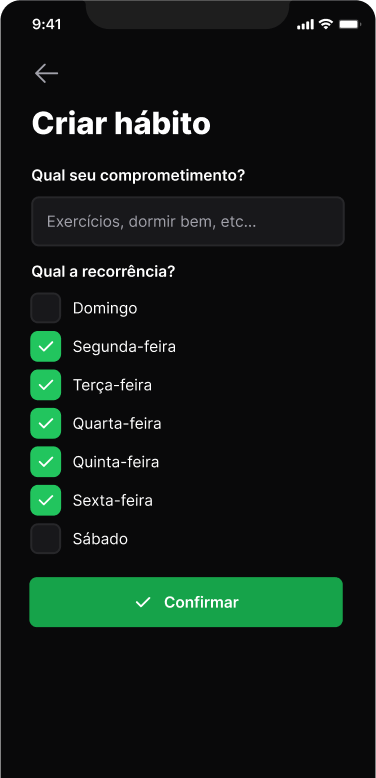 9:41
Criar hábito
Qual seu comprometimento?
Exercícios, dormir bem, etc...
Qual a recorrência?
Domingo
Segunda-feira
Terça-feira
Quarta-feira
Quinta-feira
Sexta-feira
Sábado
Confirmar